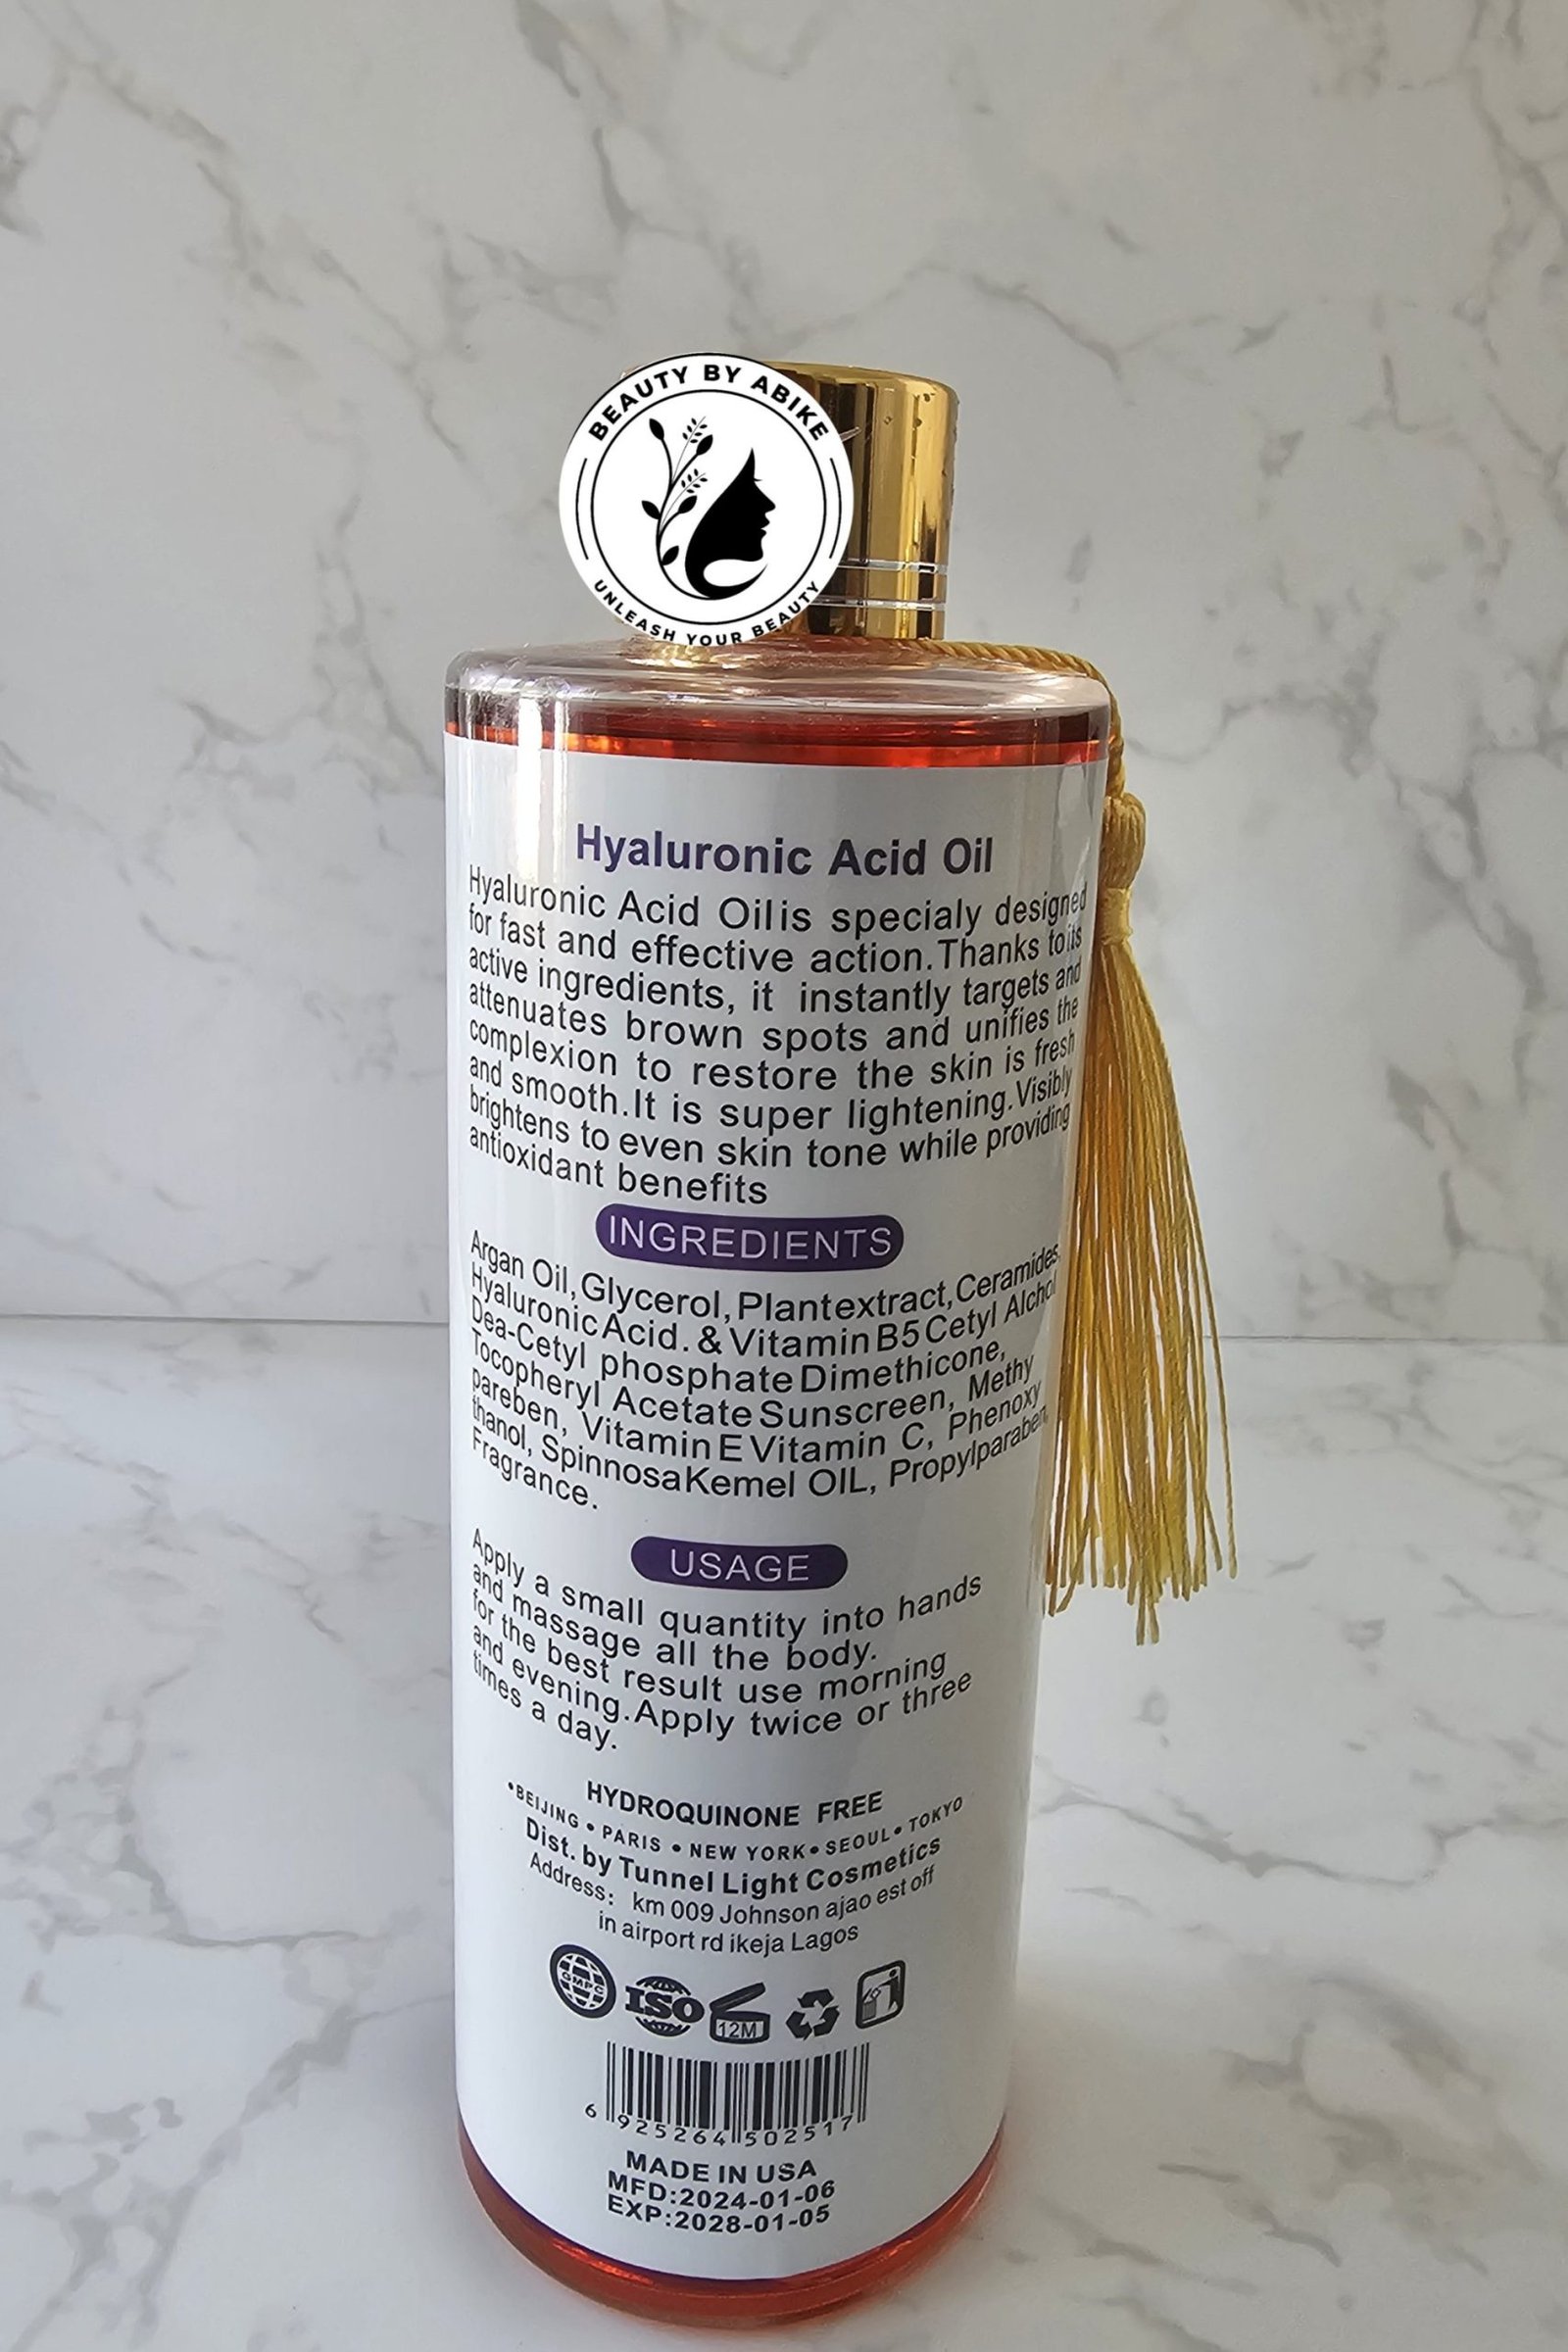 BEAUTY BY ABIKE
UNLEASH YOUR BEAUTY
Hyaluronic Acid Oil
Hyaluronic Acid Oil is specialy designed
for fast and effective action. Thanks to its
active ingredients, it instantly targets and
attenuates brown spots and unifies the
complexion to restore the skin is fresh
and smooth. It is super lightening. Visibly
brightens to even skin tone while providing
antioxidant benefits
INGREDIENTS
Argan Oil, Glycerol, Plant extract, Ceramides,
Hyaluronic Acid. & Vitamin B5 Cetyl Alchol
Dea-Cetyl phosphate Dimethicone,
Tocopheryl Acetate Sunscreen, Methy
pareben, Vitamin E Vitamin C, Phenoxy
thanol, Spinnosa Kemel OIL, Propylparaben,
Fragrance.
USAGE
Apply a small quantity into hands
and massage all the body.
for the best result use morning
and evening. Apply twice or three
times a day.
HYDROQUINONE FREE
•BEIJING • PARIS • NEW YORK • SEOUL • TOKYO
Dist. by Tunnel Light Cosmetics
Address: km 009 Johnson ajao est off
in airport rd ikeja Lagos
GMPC ISO 12M
6 925264 502517
MADE IN USA
MFD:2024-01-06
EXP:2028-01-05